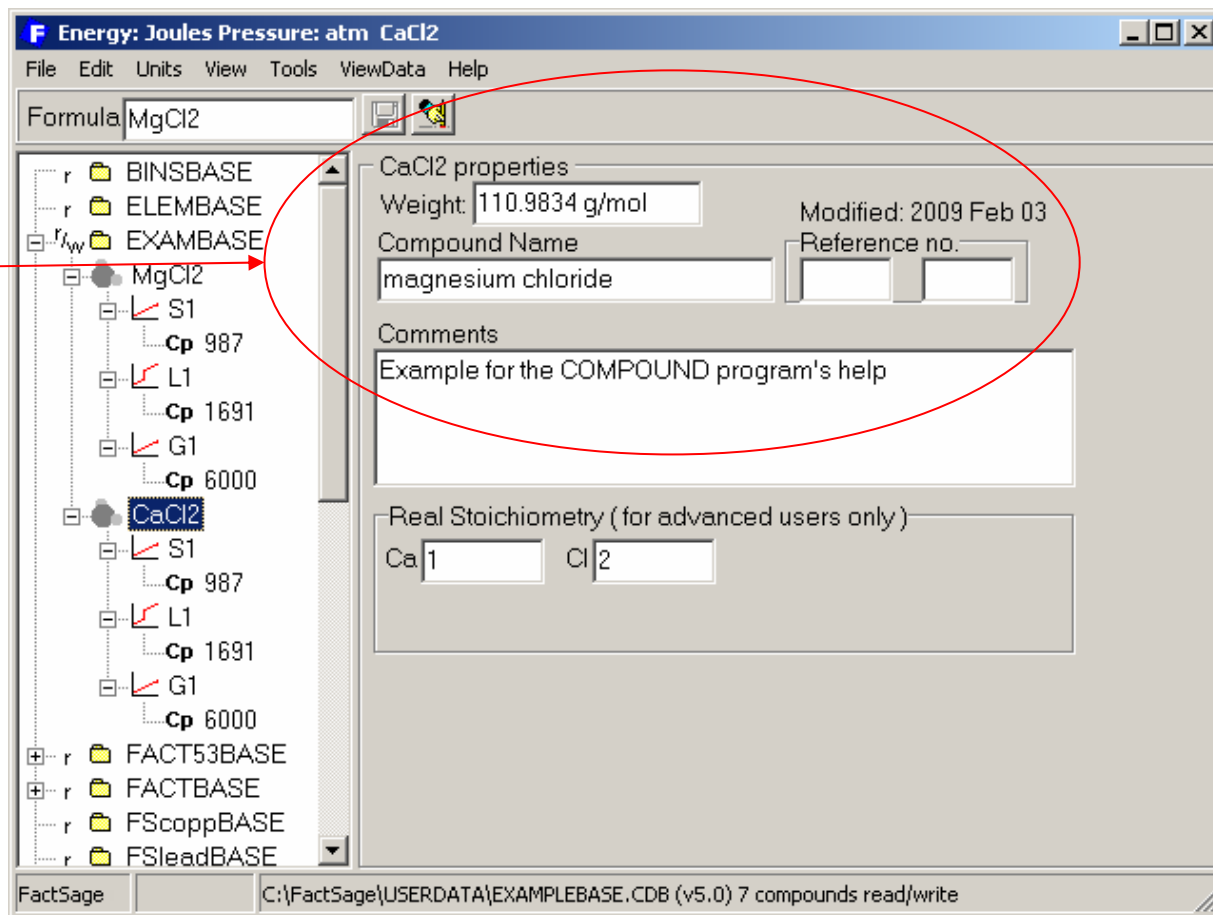 Energy: Joules Pressure: atm CaCl2
File Edit Units View Tools ViewData Help
Formula MgCl2
r BINSBASE
r ELEMBASE
r/w EXAMBASE
MgCl2
S1
Cp 987
L1
Cp 1691
G1
Cp 6000
CaCl2
S1
Cp 987
L1
Cp 1691
G1
Cp 6000
r FACT53BASE
r FACTBASE
r FScoppBASE
r FSleadBASE
CaCl2 properties
Weight: 110.9834 g/mol
Modified: 2009 Feb 03
Compound Name
Reference no.
magnesium chloride
Comments
Example for the COMPOUND program's help
Real Stoichiometry ( for advanced users only )
Ca 1 Cl 2
FactSage C:\FactSage\USERDATA\EXAMPLEBASE.CDB (v5.0) 7 compounds read/write